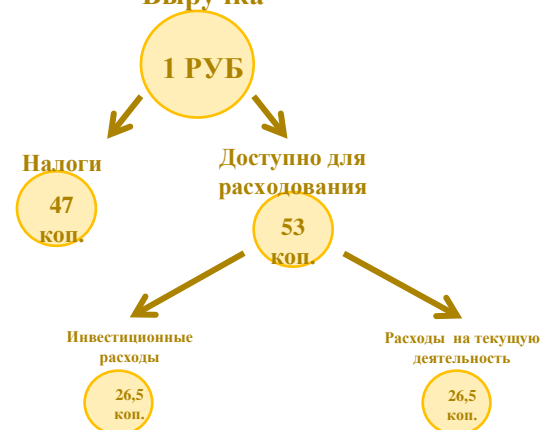 Выручка
1 РУБ
Налоги
47
коп.
Доступно для
расходования
53
коп.
Инвестиционные
расходы
26,5
коп.
Расходы на текущую
деятельность
26,5
коп.